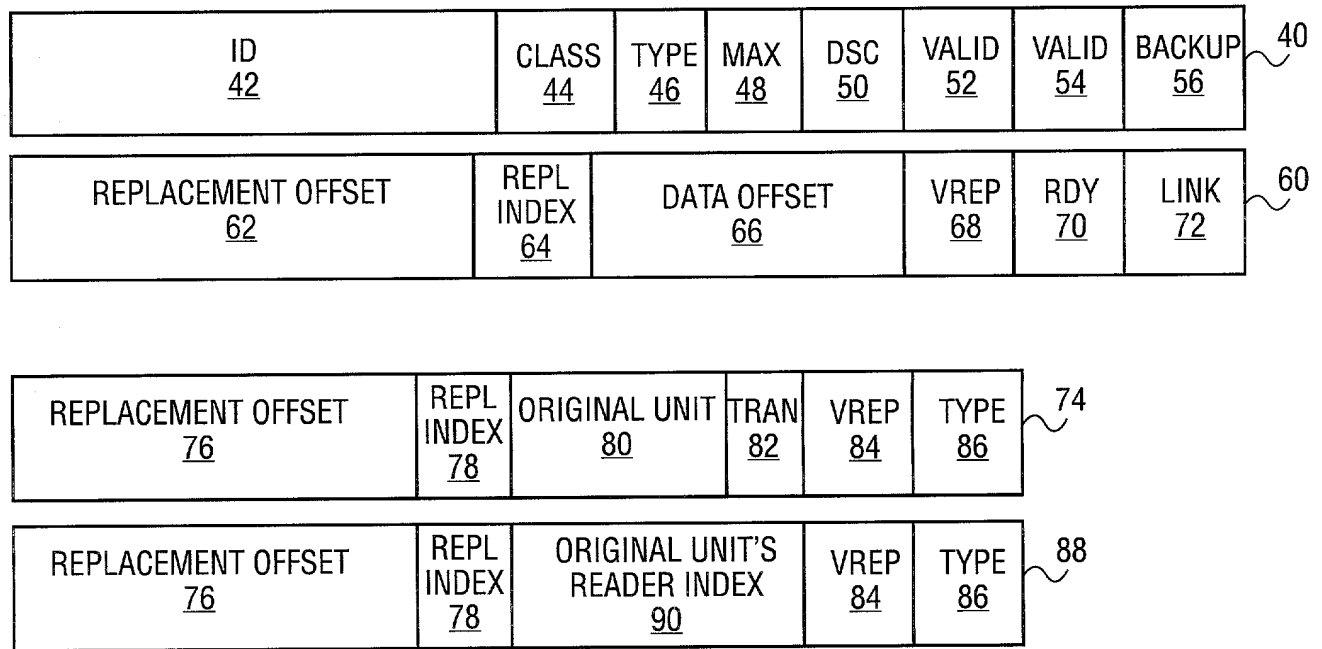 ID
42
CLASS
44
TYPE
46
MAX
48
DSC
50
VALID
52
VALID
54
BACKUP
56
40
REPLACEMENT OFFSET
62
REPL
INDEX
64
DATA OFFSET
66
VREP
68
RDY
70
LINK
72
60
REPLACEMENT OFFSET
76
REPL
INDEX
78
ORIGINAL UNIT
80
TRAN
82
VREP
84
TYPE
86
74
REPLACEMENT OFFSET
76
REPL
INDEX
78
ORIGINAL UNIT'S
READER INDEX
90
VREP
84
TYPE
86
88